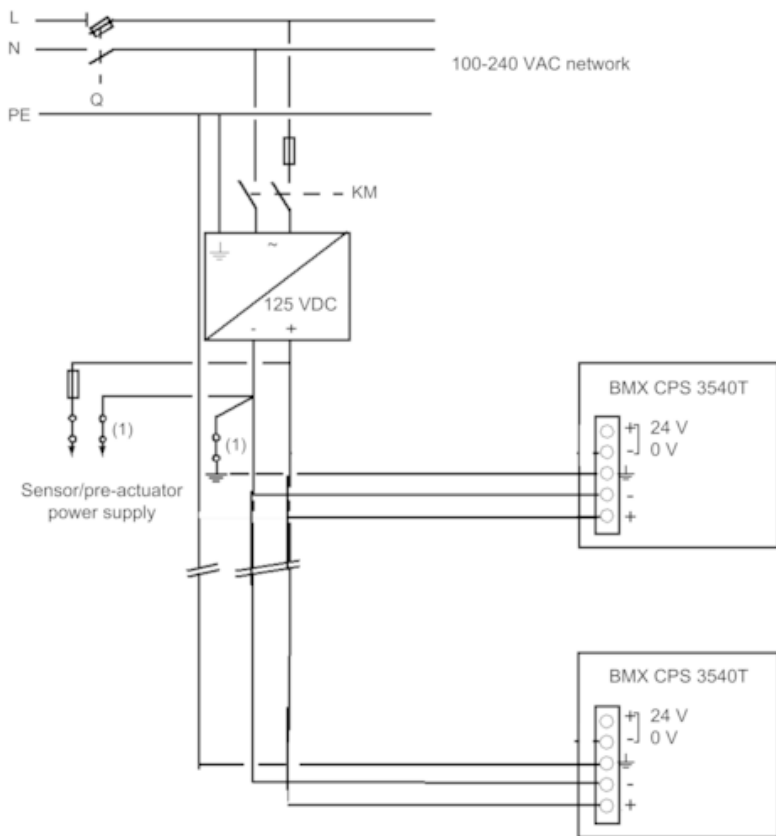 L
N
100-240 VAC network
Q
PE
KM
~
125 VDC
- +
BMX CPS 3540T
(1)
(1)
+ 24 V
- 0 V
-
+
Sensor/pre-actuator
power supply
BMX CPS 3540T
+ 24 V
- 0 V
-
+